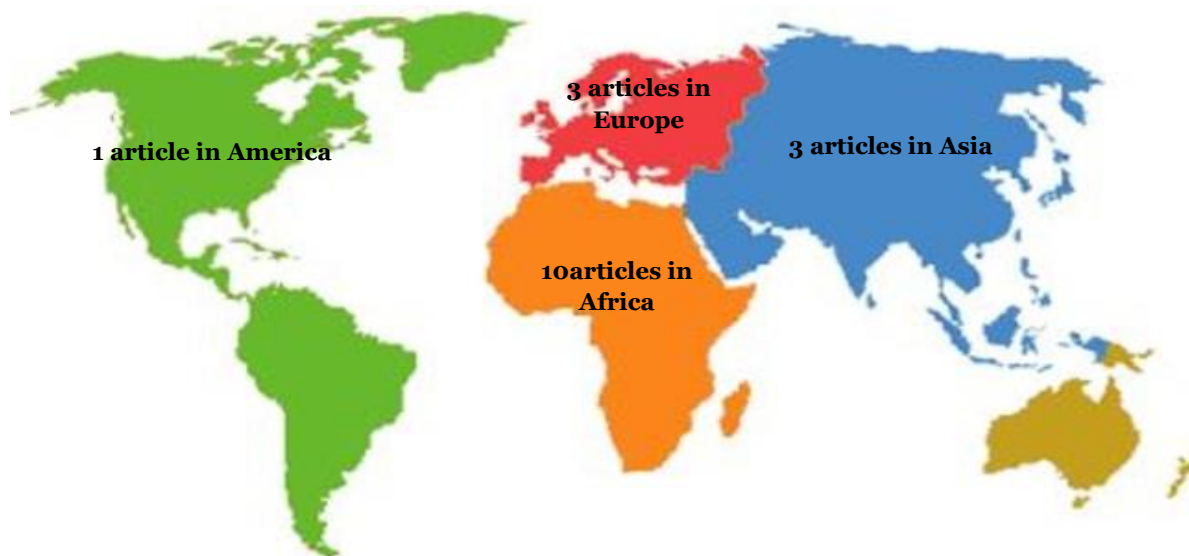 3 articles in
Europe
1 article in America
3 articles in Asia
10articles in
Africa